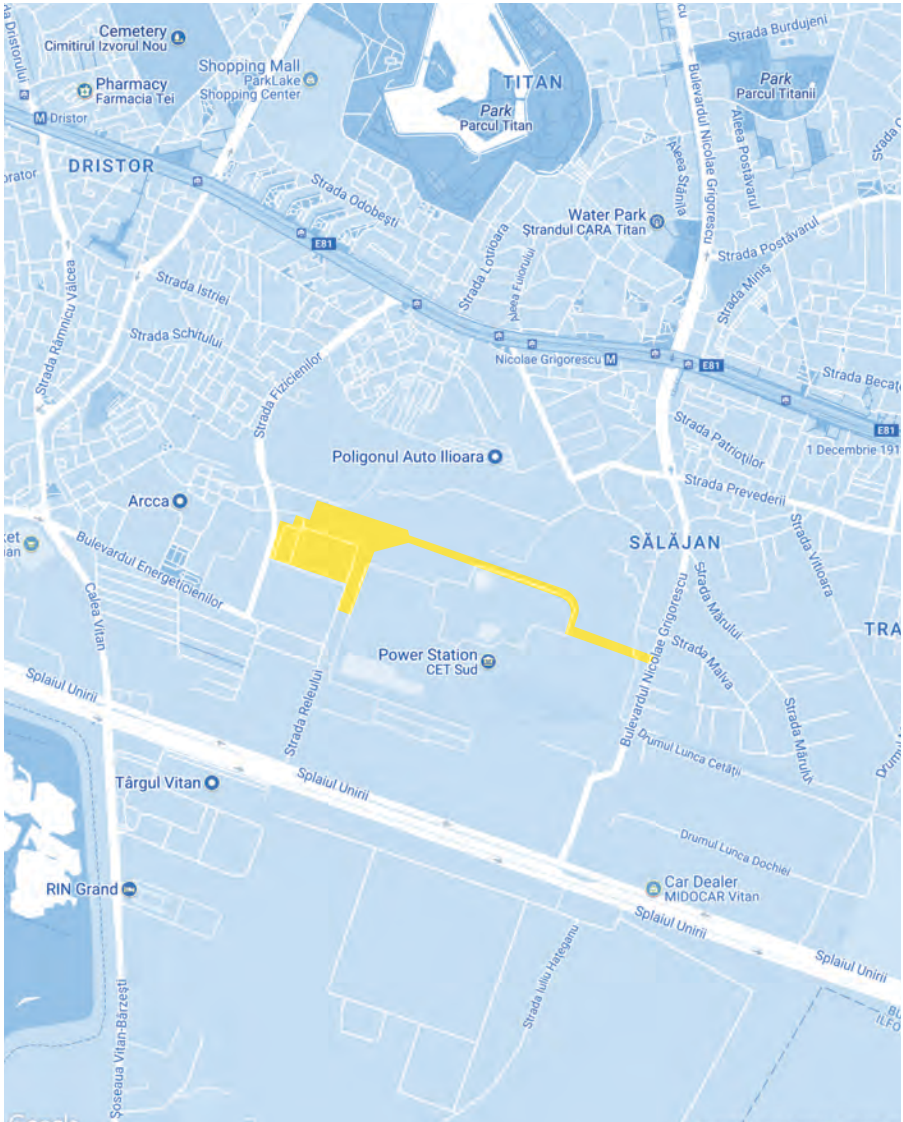 Cemetery
Cimitirul Izvorul Nou
Strada Burdujeni
Shopping Mall
ParkLake
Shopping Center
TITAN
Park
Parcul Titan
Park
Parcul Titanii
Pharmacy
Farmacia Tei
Dristor
DRISTOR
Bulevardul Nicolae Grigorescu
Aleea Postăvarul
Aleea Stănila
Strada Odobești
Water Park
Ștrandul CARA Titan
Strada Lotrioara
Aleea Fuiorului
E81
Strada Postăvarul
Strada Miniș
Strada Istriei
Strada Schitului
Strada Râmnicu Vâlcea
Strada Fizicienilor
Nicolae Grigorescu
E81
E81
Strada Patrioților
1 Decembrie 191
Poligonul Auto Ilioara
Strada Prevederii
Arcca
Bulevardul Energeticienilor
SĂLĂJAN
Strada Vitioara
Calea Vitan
Strada Mărului
Strada Malva
TRA
Power Station
CET Sud
Bulevardul Nicolae Grigorescu
Splaiul Unirii
Strada Releului
Strada Mărului
Drumul Lunca Cetății
Târgul Vitan
Splaiul Unirii
Drumul Lunca Dochiei
RIN Grand
Car Dealer
MIDOCAR Vitan
Splaiul Unirii
Strada Iuliu Hațeganu
Splaiul Unirii
Șoseaua Vitan-Bârzești
ILFO